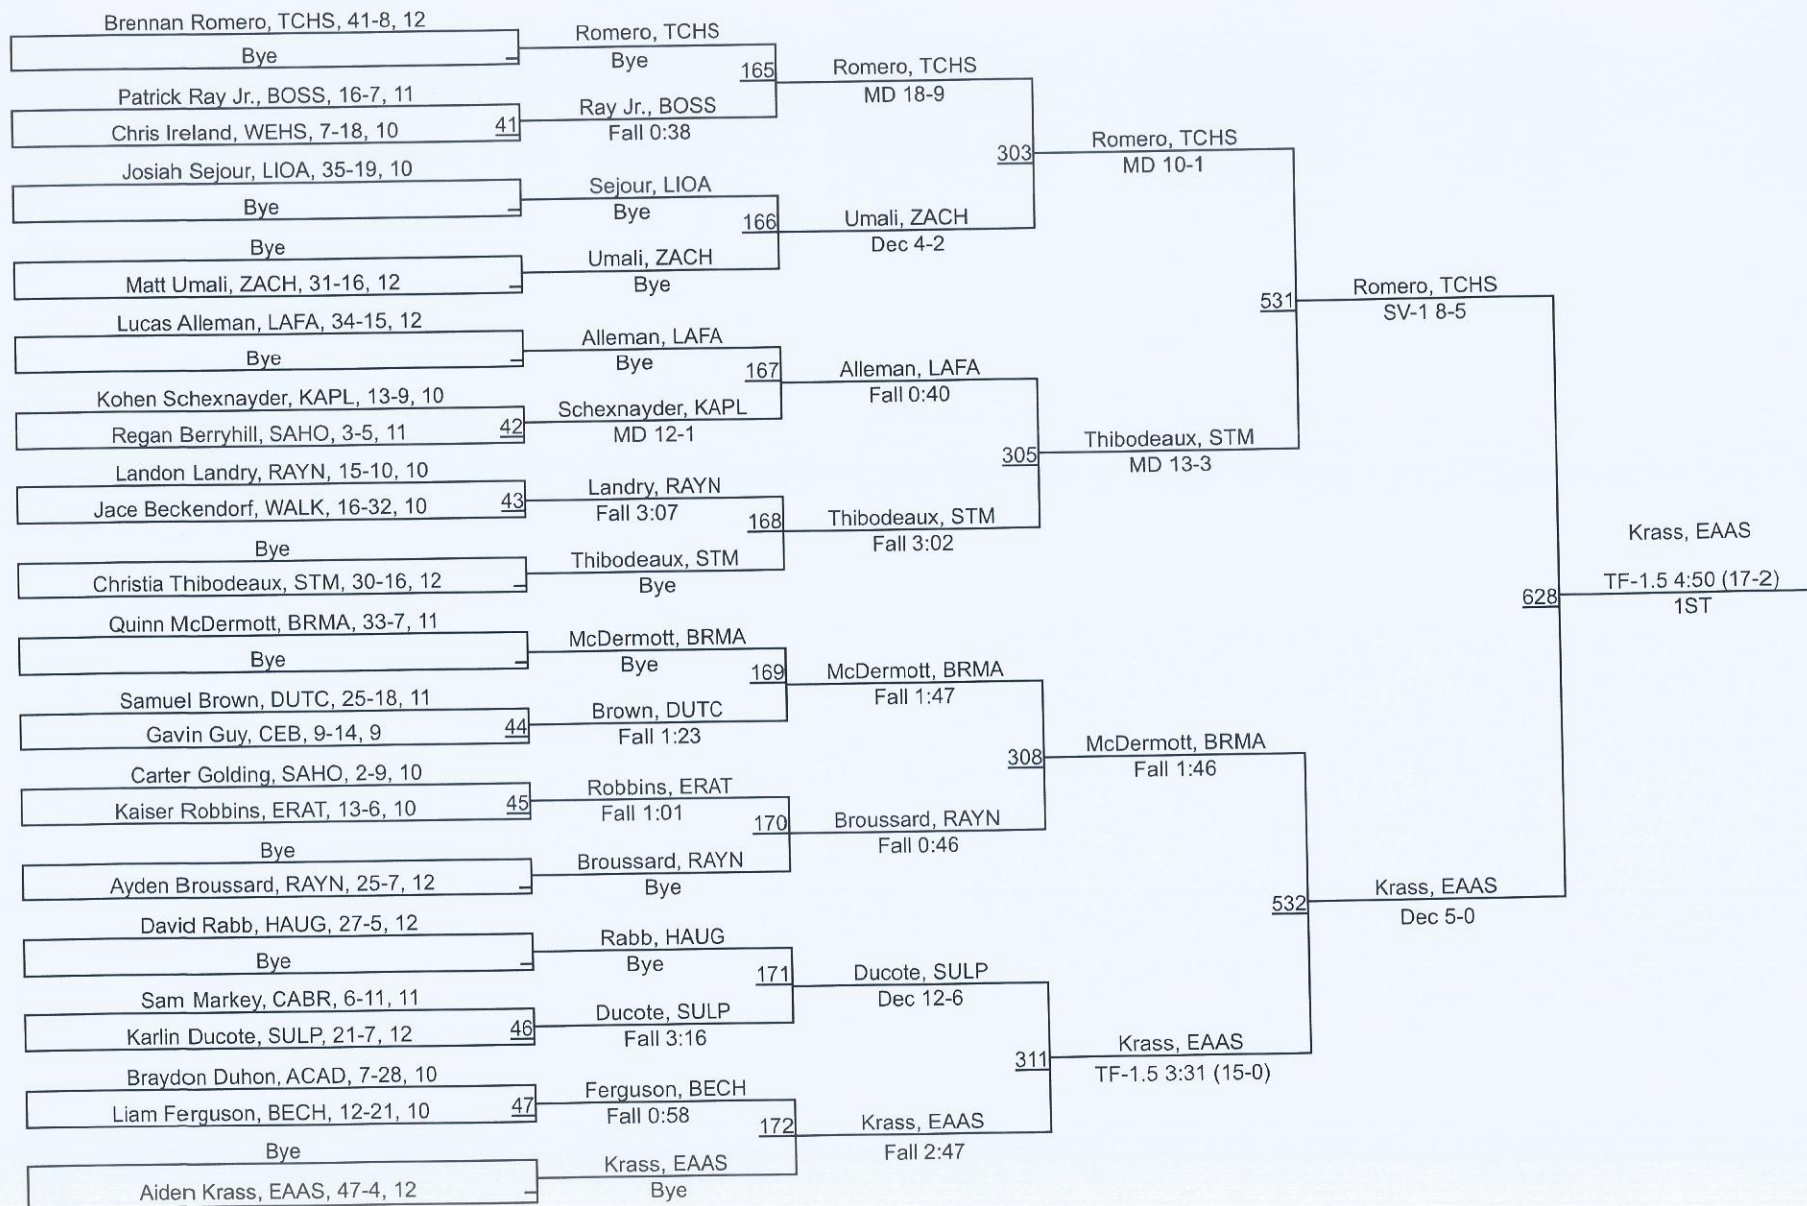 Brennan Romero, TCHS, 41-8, 12
Bye
Romero, TCHS
Bye
165
Patrick Ray Jr., BOSS, 16-7, 11
Chris Ireland, WEHS, 7-18, 10
41
Ray Jr., BOSS
Fall 0:38
Romero, TCHS
MD 18-9
Josiah Sejour, LIOA, 35-19, 10
Bye
Sejour, LIOA
Bye
166
Bye
Matt Umali, ZACH, 31-16, 12
Umali, ZACH
Bye
Umali, ZACH
Dec 4-2
303
Romero, TCHS
MD 10-1
Lucas Alleman, LAFA, 34-15, 12
Bye
Alleman, LAFA
Bye
167
Kohen Schexnayder, KAPL, 13-9, 10
Regan Berryhill, SAHO, 3-5, 11
42
Schexnayder, KAPL
MD 12-1
Alleman, LAFA
Fall 0:40
Landon Landry, RAYN, 15-10, 10
Jace Beckendorf, WALK, 16-32, 10
43
Landry, RAYN
Fall 3:07
168
Bye
Christia Thibodeaux, STM, 30-16, 12
Thibodeaux, STM
Bye
Thibodeaux, STM
Fall 3:02
305
Thibodeaux, STM
MD 13-3
531
Romero, TCHS
SV-1 8-5
Quinn McDermott, BRMA, 33-7, 11
Bye
McDermott, BRMA
Bye
169
Samuel Brown, DUTC, 25-18, 11
Gavin Guy, CEB, 9-14, 9
44
Brown, DUTC
Fall 1:23
McDermott, BRMA
Fall 1:47
Carter Golding, SAHO, 2-9, 10
Kaiser Robbins, ERAT, 13-6, 10
45
Robbins, ERAT
Fall 1:01
170
Bye
Ayden Broussard, RAYN, 25-7, 12
Broussard, RAYN
Bye
Broussard, RAYN
Fall 0:46
308
McDermott, BRMA
Fall 1:46
David Rabb, HAUG, 27-5, 12
Bye
Rabb, HAUG
Bye
171
Sam Markey, CABR, 6-11, 11
Karlin Ducote, SULP, 21-7, 12
46
Ducote, SULP
Fall 3:16
Ducote, SULP
Dec 12-6
Braydon Duhon, ACAD, 7-28, 10
Liam Ferguson, BECH, 12-21, 10
47
Ferguson, BECH
Fall 0:58
172
Bye
Aiden Krass, EAAS, 47-4, 12
Krass, EAAS
Bye
Krass, EAAS
Fall 2:47
311
Krass, EAAS
TF-1.5 3:31 (15-0)
532
Krass, EAAS
Dec 5-0
628
Krass, EAAS
TF-1.5 4:50 (17-2)
1ST